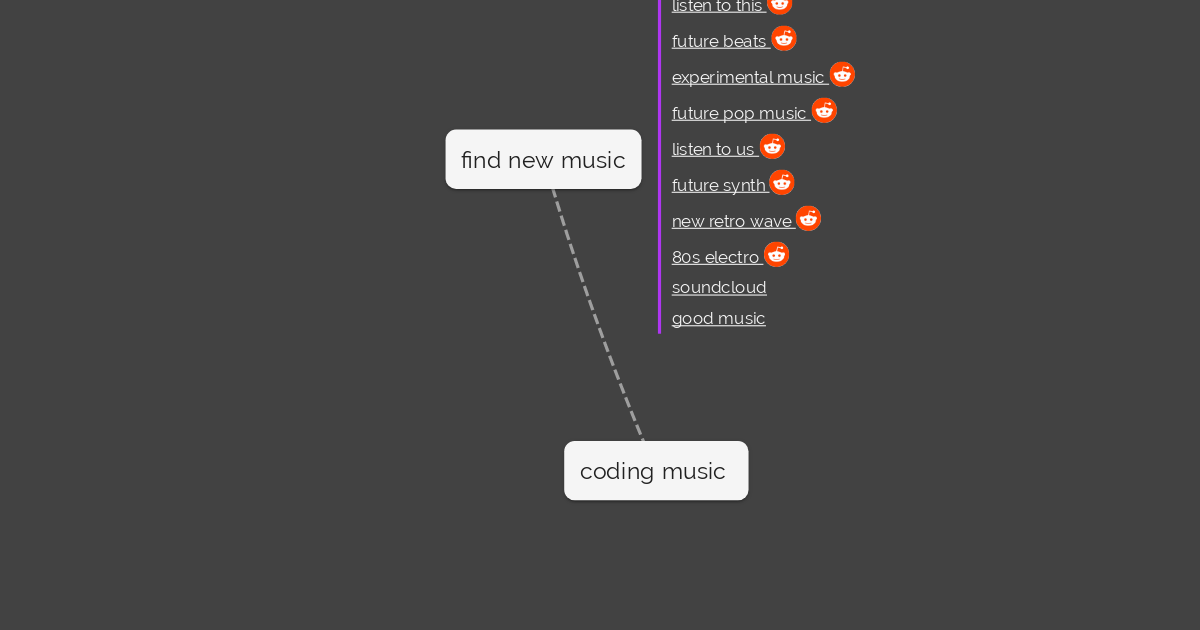 listen to this
future beats
experimental music
future pop music
find new music
listen to us
future synth
new retro wave
80s electro
soundcloud
good music
coding music